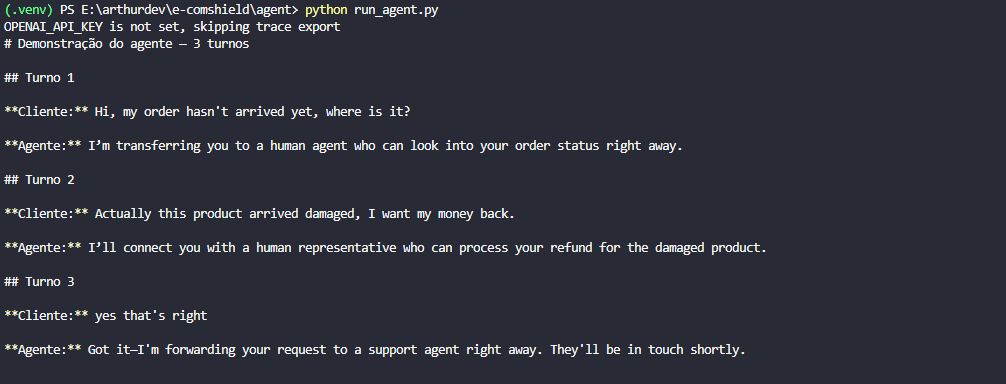 (.venv) PS E:\arthurdev\e-comshield\agent> python run_agent.py
OPENAI_API_KEY is not set, skipping trace export
# Demonstração do agente — 3 turnos
## Turno 1
**Cliente:** Hi, my order hasn't arrived yet, where is it?
**Agente:** I’m transferring you to a human agent who can look into your order status right away.
## Turno 2
**Cliente:** Actually this product arrived damaged, I want my money back.
**Agente:** I’ll connect you with a human representative who can process your refund for the damaged product.
## Turno 3
**Cliente:** yes that's right
**Agente:** Got it—I'm forwarding your request to a support agent right away. They'll be in touch shortly.